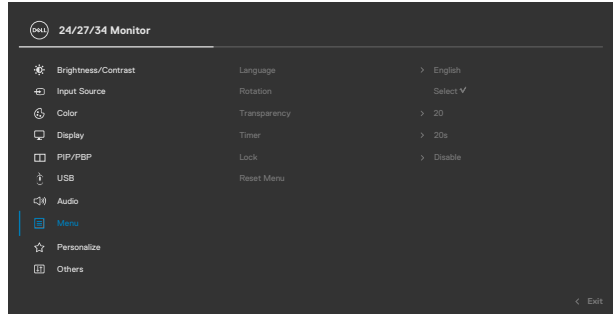 DELL 24/27/34 Monitor
Brightness/Contrast Language > English
Input Source Rotation Select ∨
Color Transparency > 20
Display Timer > 20s
PIP/PBP Lock > Disable
USB Reset Menu
Audio
Menu
Personalize
Others
< Exit